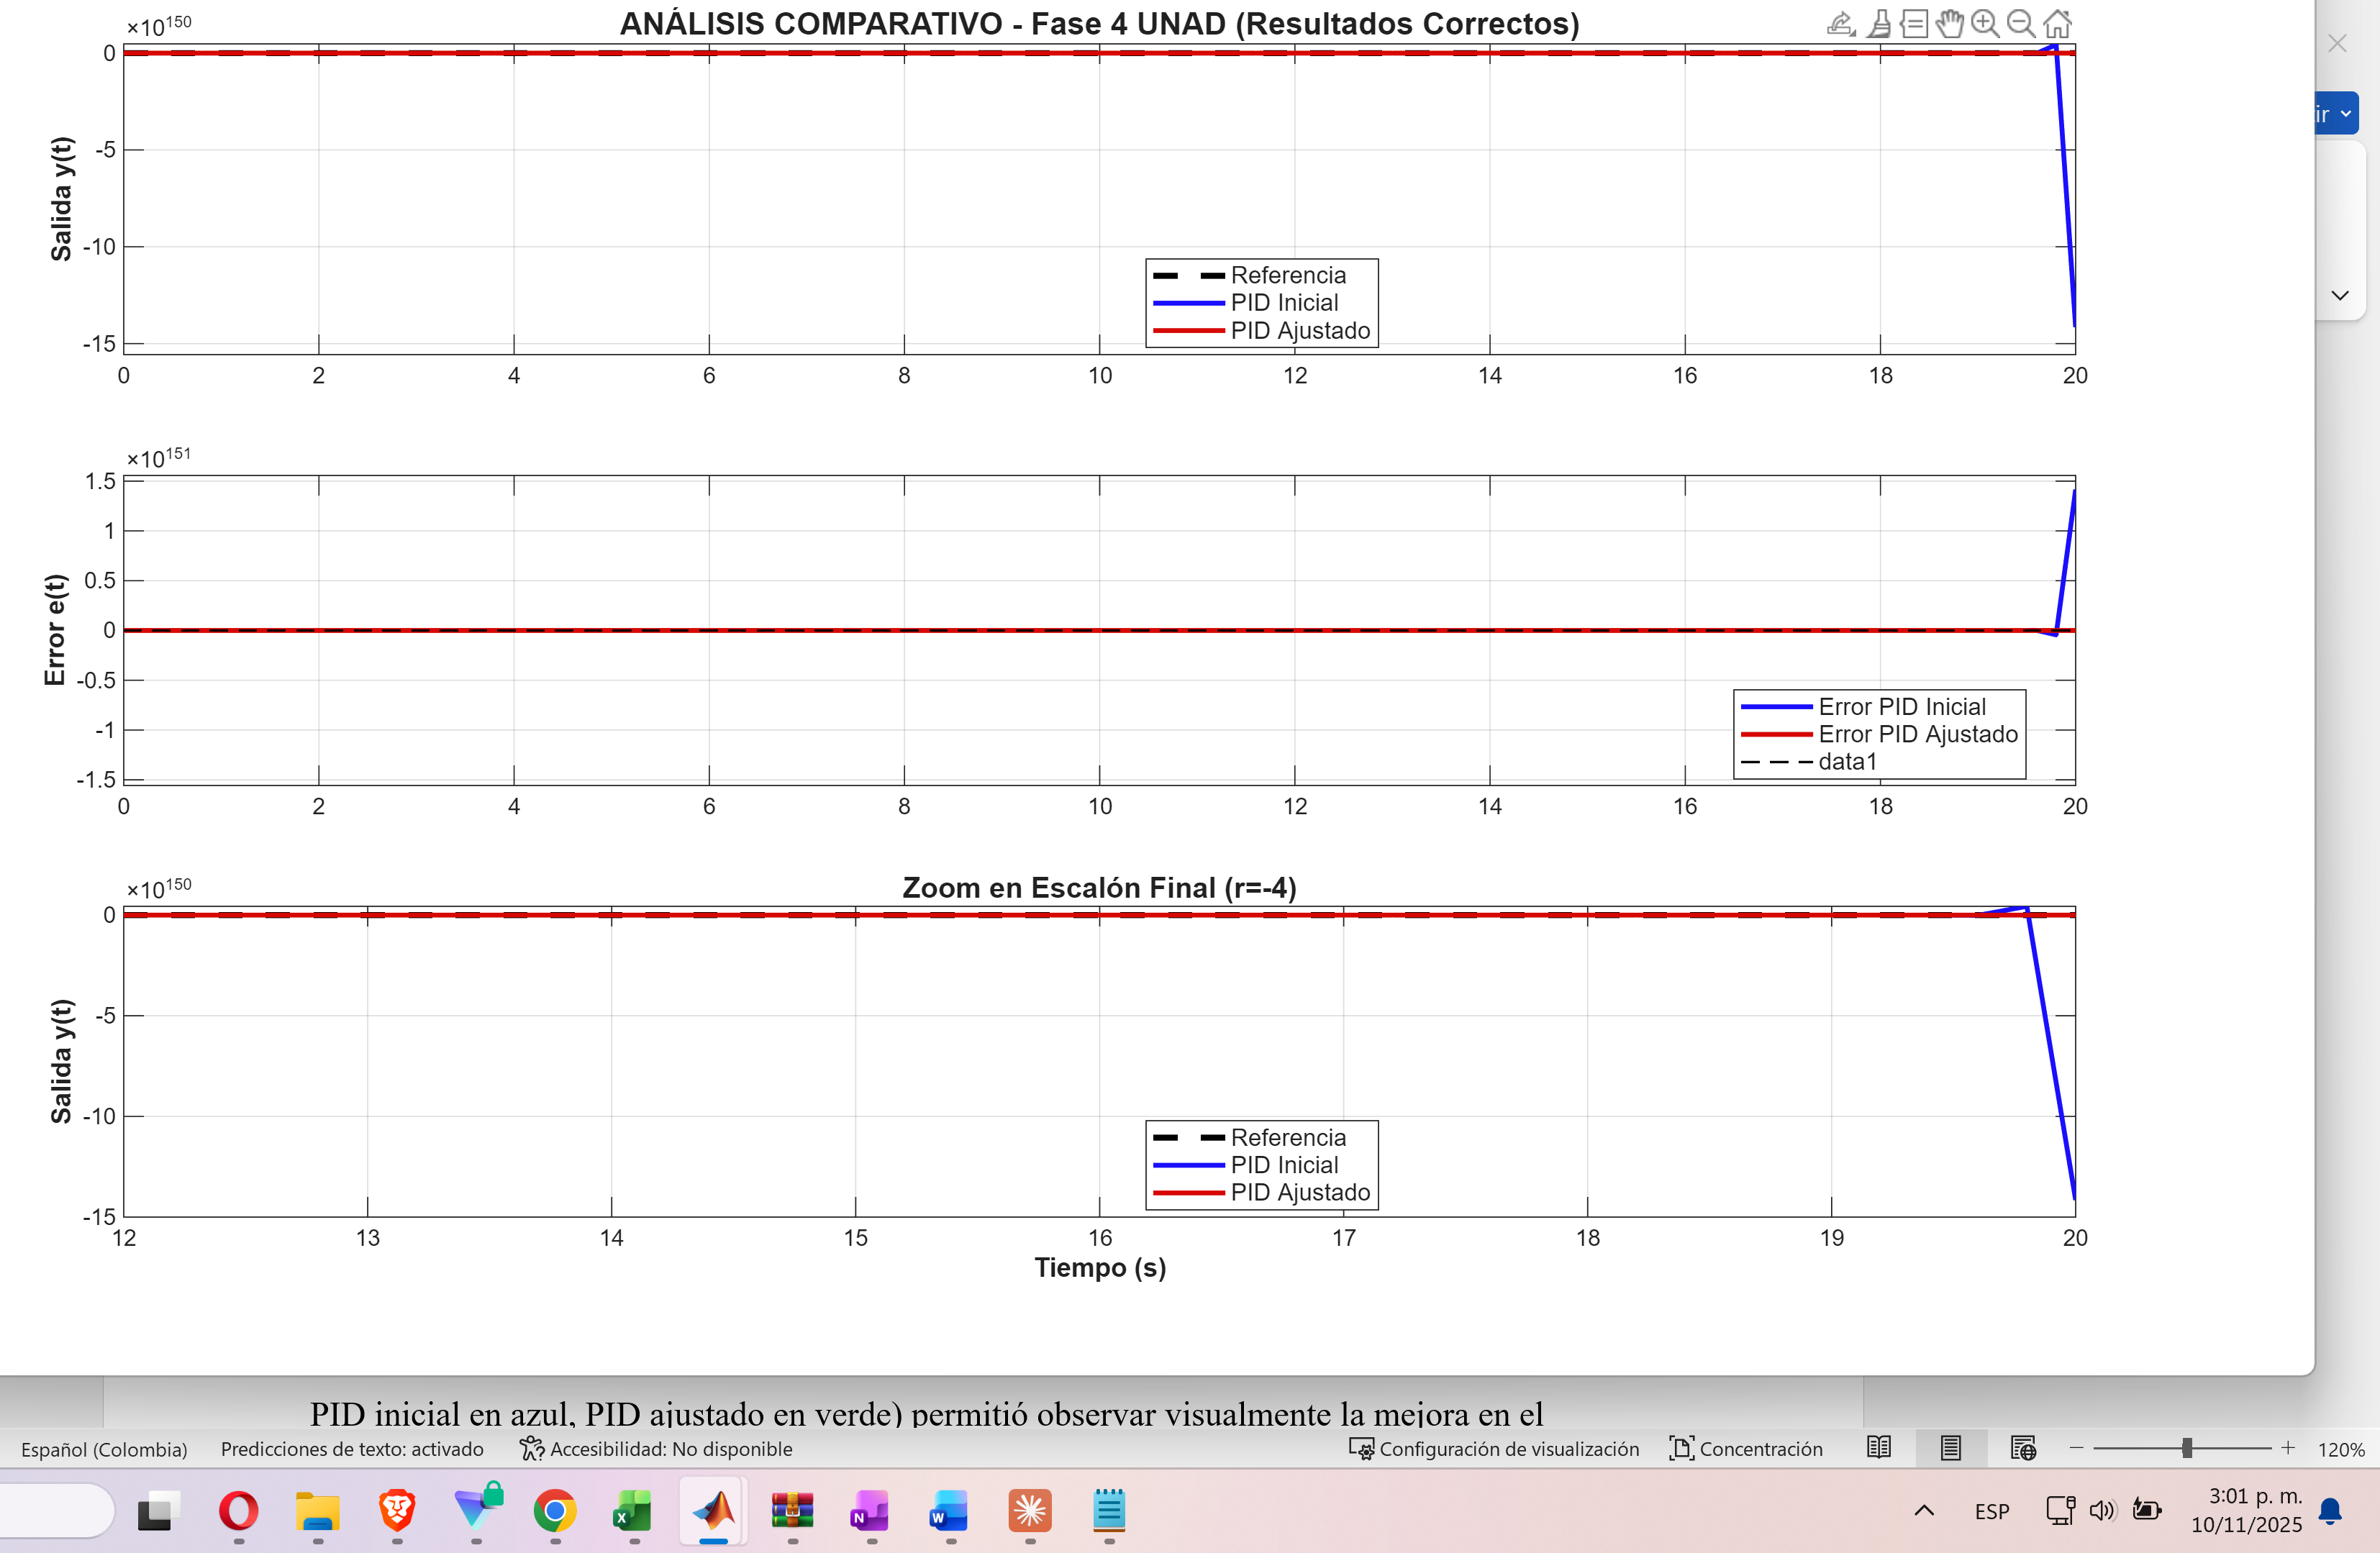 ×10^150
ANÁLISIS COMPARATIVO - Fase 4 UNAD (Resultados Correctos)
Salida y(t)
0
-5
-10
-15
Referencia
PID Inicial
PID Ajustado
0 2 4 6 8 10 12 14 16 18 20
×10^151
Error e(t)
1.5
1
0.5
0
-0.5
-1
-1.5
Error PID Inicial
Error PID Ajustado
data1
0 2 4 6 8 10 12 14 16 18 20
×10^150
Zoom en Escalón Final (r=-4)
Salida y(t)
0
-5
-10
-15
Referencia
PID Inicial
PID Ajustado
12 13 14 15 16 17 18 19 20
Tiempo (s)
ir
PID inicial en azul, PID ajustado en verde) permitió observar visualmente la mejora en el
Español (Colombia) Predicciones de texto: activado Accesibilidad: No disponible Configuración de visualización Concentración 120%
X N W
ESP
3:01 p. m.
10/11/2025